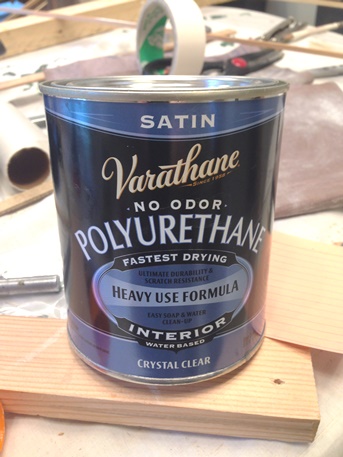 SATIN
Varathane
SINCE 1958
·NO ODOR·
POLYURETHANE
FASTEST DRYING
ULTIMATE DURABILITY &
SCRATCH RESISTANCE
HEAVY USE FORMULA
EASY SOAP & WATER
CLEAN-UP
INTERIOR
WATER BASED
CRYSTAL CLEAR